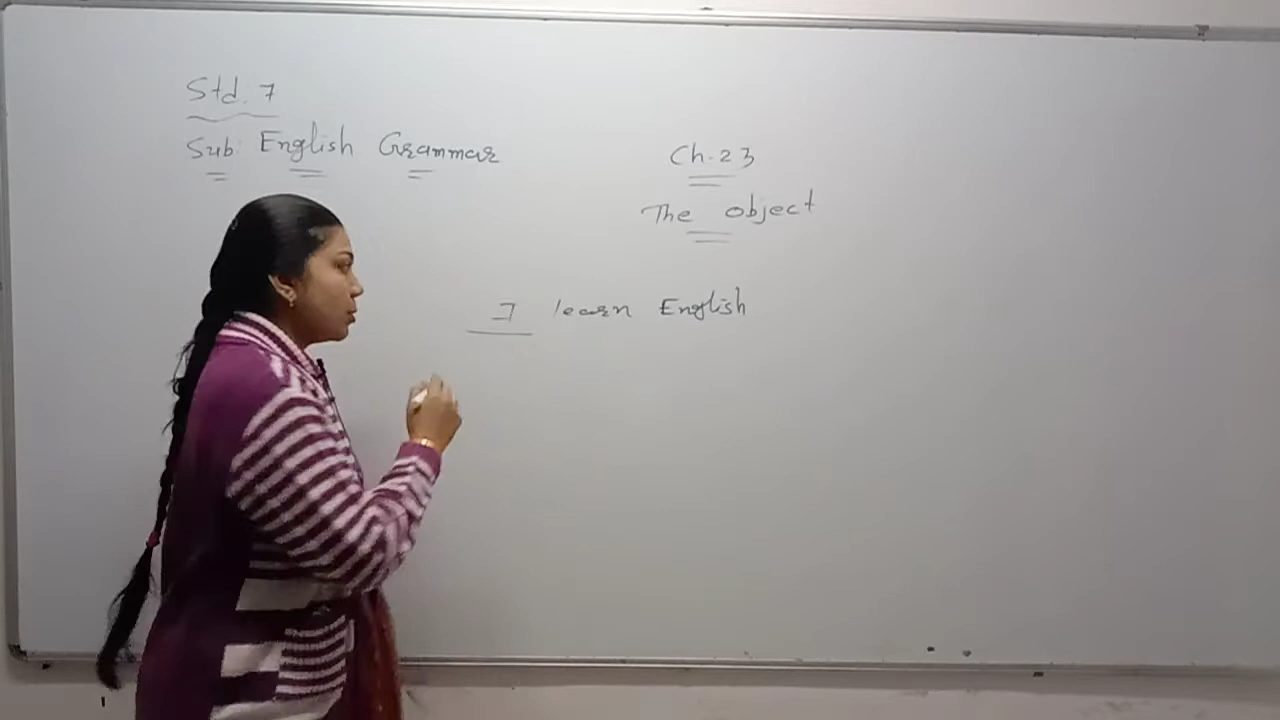 Std. 7
Sub: English Grammar
Ch-23
The object
I learn English